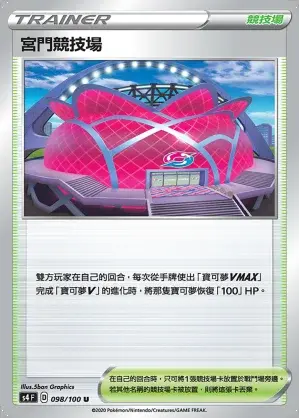 TRAINER 競技場
宮門競技場
雙方玩家在自己的回合，每次從手牌使出「寶可夢VMAX」
完成「寶可夢V」的進化時，將那隻寶可夢恢復「100」HP。
Illus.5ban Graphics
s4 F D 098/100 U
在自己的回合時，只可將1張競技場卡放置於戰鬥場旁邊。
若其他名稱的競技場卡被放置，則將這張卡丟棄。
©2020 Pokémon/Nintendo/Creatures/GAME FREAK.